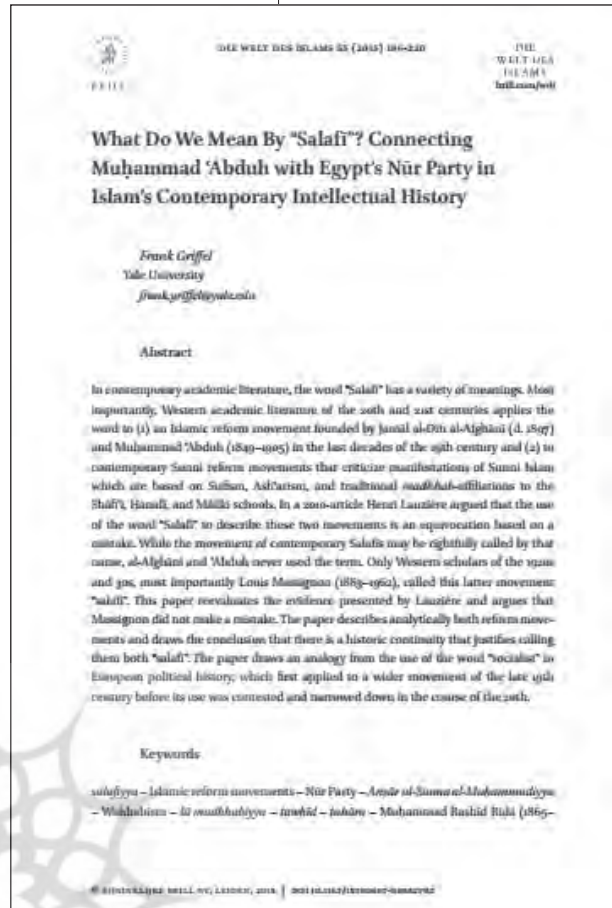 DIE WELT DES ISLAMS 55 (2015) 186-220
DIE
WELT DES
ISLAMS
brill.com/wdi
BRILL
What Do We Mean By “Salafī”? Connecting
Muḥammad ʿAbduh with Egypt’s Nūr Party in
Islam’s Contemporary Intellectual History
Frank Griffel
Yale University
frank.griffel@yale.edu
Abstract
In contemporary academic literature, the word "Salafi" has a variety of meanings. Most
importantly, Western academic literature of the 20th and 21st centuries applies the
word to (1) an Islamic reform movement founded by Jamāl al-Dīn al-Afghānī (d. 1897)
and Muḥammad ʿAbduh (1849–1905) in the last decades of the 19th century and (2) to
contemporary Sunni reform movements that criticize manifestations of Sunni Islam
which are based on Sufism, Ashʿarism, and traditional madhhab-affiliations to the
Shāfiʿī, Ḥanafī, and Mālikī schools. In a 2010-article Henri Lauzière argued that the use
of the word "Salafi" to describe these two movements is an equivocation based on a
mistake. While the movement of contemporary Salafis may be rightfully called by that
name, al-Afghānī and ʿAbduh never used the term. Only Western scholars of the 1920s
and 30s, most importantly Louis Massignon (1883–1962), called this latter movement
"salafi". This paper reevaluates the evidence presented by Lauzière and argues that
Massignon did not make a mistake. The paper describes analytically both reform move-
ments and draws the conclusion that there is a historic continuity that justifies calling
them both "salafi". The paper draws an analogy from the use of the word "socialist" in
European political history, which first applied to a wider movement of the late 19th
century before its use was contested and narrowed down in the course of the 20th.
Keywords
salafiyya – Islamic reform movements – Nūr Party – Anṣār al-Sunna al-Muḥammadiyya
– Wahhabism – lā madhhabiyya – tawḥīd – Muḥammad Rashīd Riḍā (1865–
© KONINKLIJKE BRILL NV, LEIDEN, 2015 | DOI